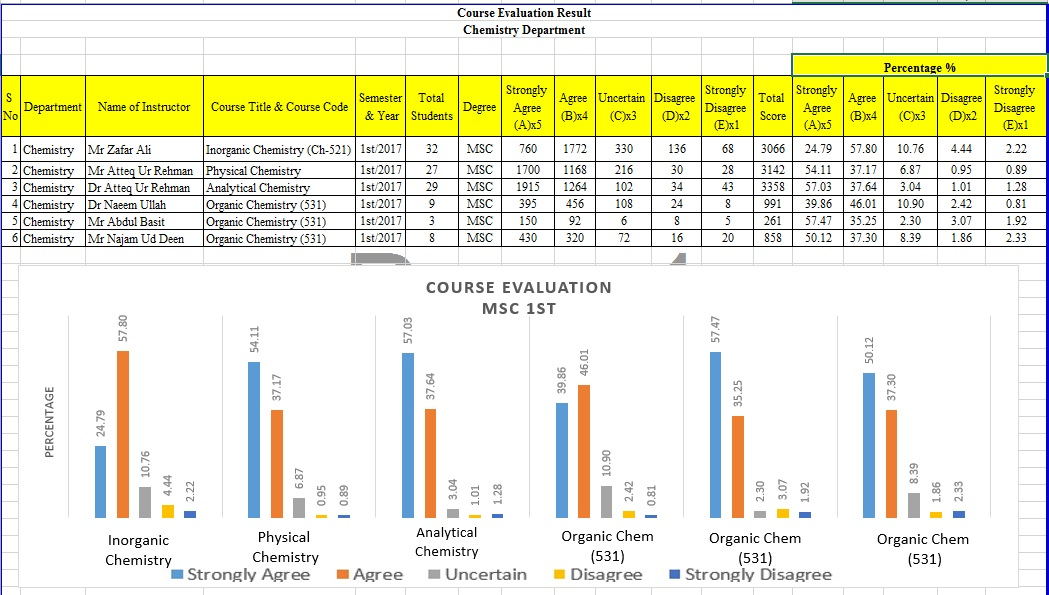 Course Evaluation Result
Chemistry Department
Percentage %
S No Department Name of Instructor Course Title & Course Code Semester & Year Total Students Degree Strongly Agree (A)x5 Agree (B)x4 Uncertain (C)x3 Disagree (D)x2 Strongly Disagree (E)x1 Total Score Strongly Agree (A)x5 Agree (B)x4 Uncertain (C)x3 Disagree (D)x2 Strongly Disagree (E)x1
1 Chemistry Mr Zafar Ali Inorganic Chemistry (Ch-521) 1st/2017 32 MSC 760 1772 330 136 68 3066 24.79 57.80 10.76 4.44 2.22
2 Chemistry Mr Atteq Ur Rehman Physical Chemistry 1st/2017 27 MSC 1700 1168 216 30 28 3142 54.11 37.17 6.87 0.95 0.89
3 Chemistry Dr Atteq Ur Rehman Analytical Chemistry 1st/2017 29 MSC 1915 1264 102 34 43 3358 57.03 37.64 3.04 1.01 1.28
4 Chemistry Dr Naeem Ullah Organic Chemistry (531) 1st/2017 9 MSC 395 456 108 24 8 991 39.86 46.01 10.90 2.42 0.81
5 Chemistry Mr Abdul Basit Organic Chemistry (531) 1st/2017 3 MSC 150 92 6 8 5 261 57.47 35.25 2.30 3.07 1.92
6 Chemistry Mr Najam Ud Deen Organic Chemistry (531) 1st/2017 8 MSC 430 320 72 16 20 858 50.12 37.30 8.39 1.86 2.33
COURSE EVALUATION
MSC 1ST
PERCENTAGE
24.79 57.80 10.76 4.44 2.22
54.11 37.17 6.87 0.95 0.89
57.03 37.64 3.04 1.01 1.28
39.86 46.01 10.90 2.42 0.81
57.47 35.25 2.30 3.07 1.92
50.12 37.30 8.39 1.86 2.33
Inorganic Chemistry
Physical Chemistry
Analytical Chemistry
Organic Chem (531)
Organic Chem (531)
Organic Chem (531)
Strongly Agree Agree Uncertain Disagree Strongly Disagree